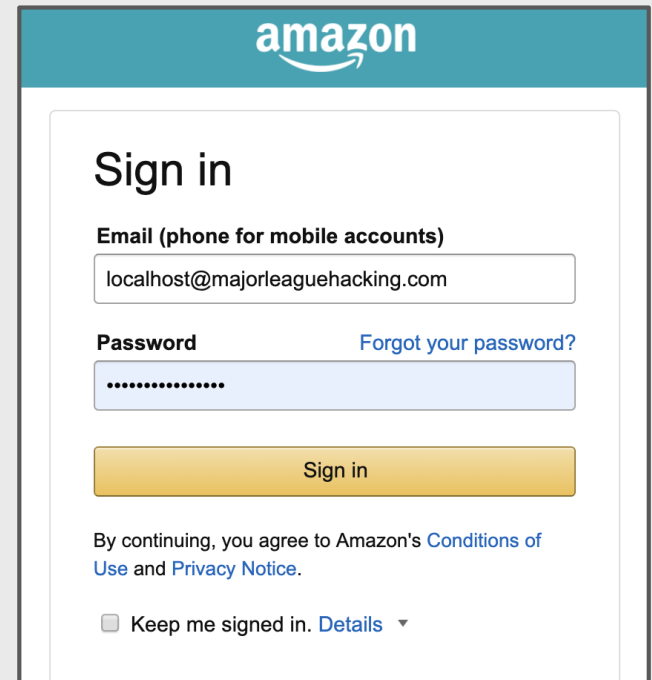 amazon
Sign in
Email (phone for mobile accounts)
localhost@majorleaguehacking.com
Password Forgot your password?
••••••••••••••••
Sign in
By continuing, you agree to Amazon's Conditions of
Use and Privacy Notice.
Keep me signed in. Details